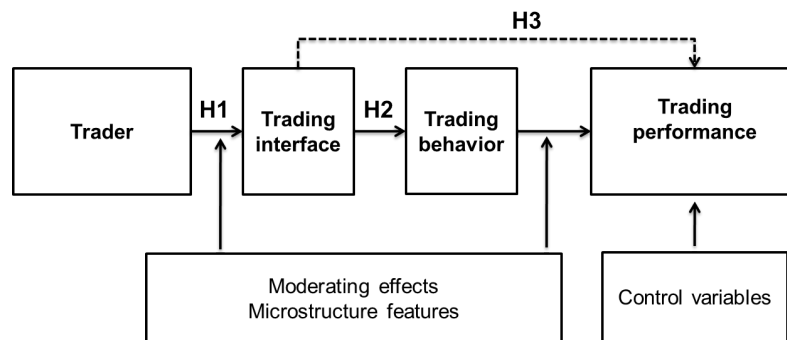 H3
Trader
H1
Trading
interface
H2
Trading
behavior
Trading
performance
Moderating effects
Microstructure features
Control variables